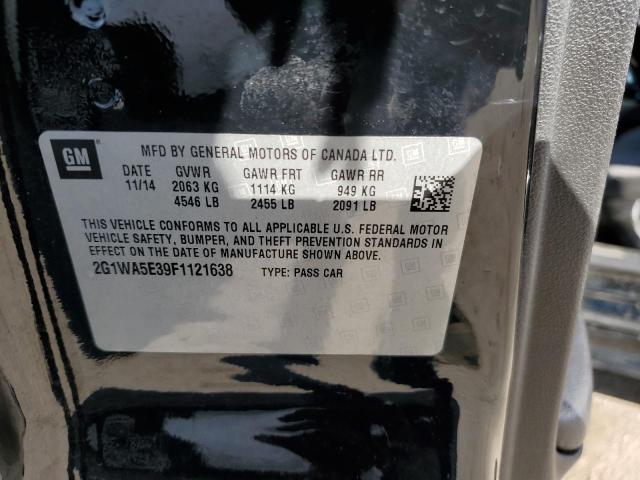 GM
MFD BY GENERAL MOTORS OF CANADA LTD.
DATE GVWR GAWR FRT GAWR RR
11/14 2063 KG 1114 KG 949 KG
4546 LB 2455 LB 2091 LB
THIS VEHICLE CONFORMS TO ALL APPLICABLE U.S. FEDERAL MOTOR
VEHICLE SAFETY, BUMPER, AND THEFT PREVENTION STANDARDS IN
EFFECT ON THE DATE OF MANUFACTURE SHOWN ABOVE.
2G1WA5E39F1121638 TYPE: PASS CAR